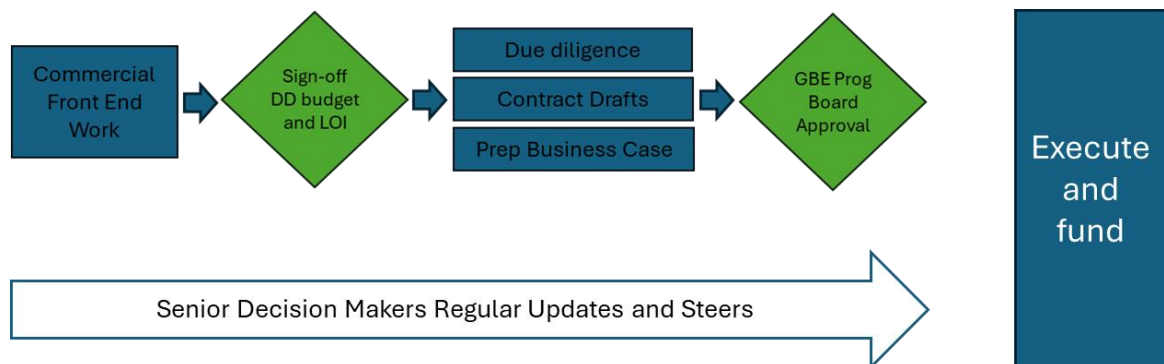 Commercial
Front End
Work
Sign-off
DD budget
and LOI
Due diligence
Contract Drafts
Prep Business Case
GBE Prog
Board
Approval
Execute
and
fund
Senior Decision Makers Regular Updates and Steers